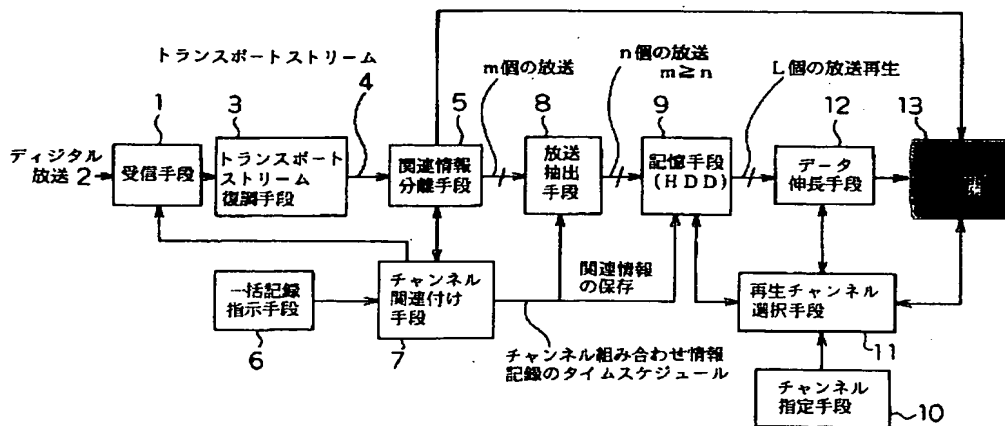 トランスポートストリーム
4
m個の放送
n個の放送
m≧n
L個の放送再生
1
3
5
8
9
12
13
ディジタル
放送2
受信手段
トランスポート
ストリーム
復調手段
関連情報
分離手段
放送
抽出
手段
記憶手段
(HDD)
データ
伸長手段
一括記録
指示手段
6
チャンネル
関連付け
手段
7
関連情報
の保存
チャンネル組み合わせ情報
記録のタイムスケジュール
再生チャンネル
選択手段
11
チャンネル
指定手段
10